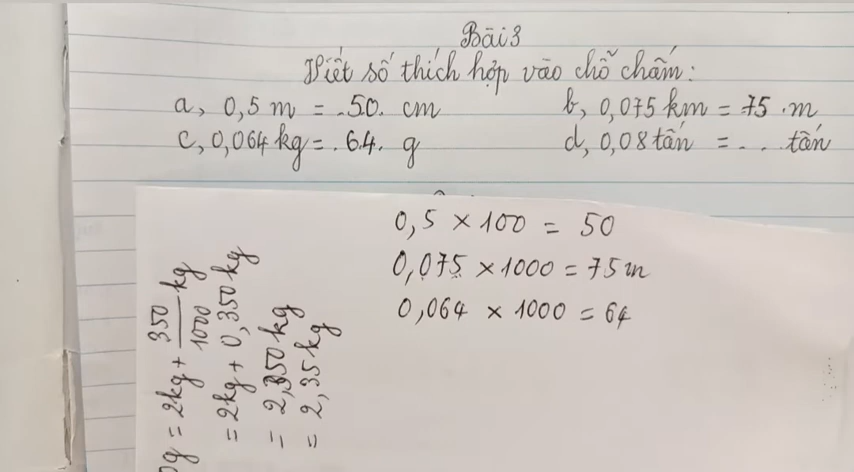 Bài 3
Viết số thích hợp vào chỗ chấm:
a, 0,5 m = .50. cm b, 0,075 km = 75 .m
c, 0,064 kg = .64. g d, 0,08 tấn = . . . tấn
0,5 × 100 = 50
0,075 × 1000 = 75 m
0,064 × 1000 = 64
g = 2kg + 350/1000 kg
= 2kg + 0,350 kg
= 2,350 kg
= 2,35 kg